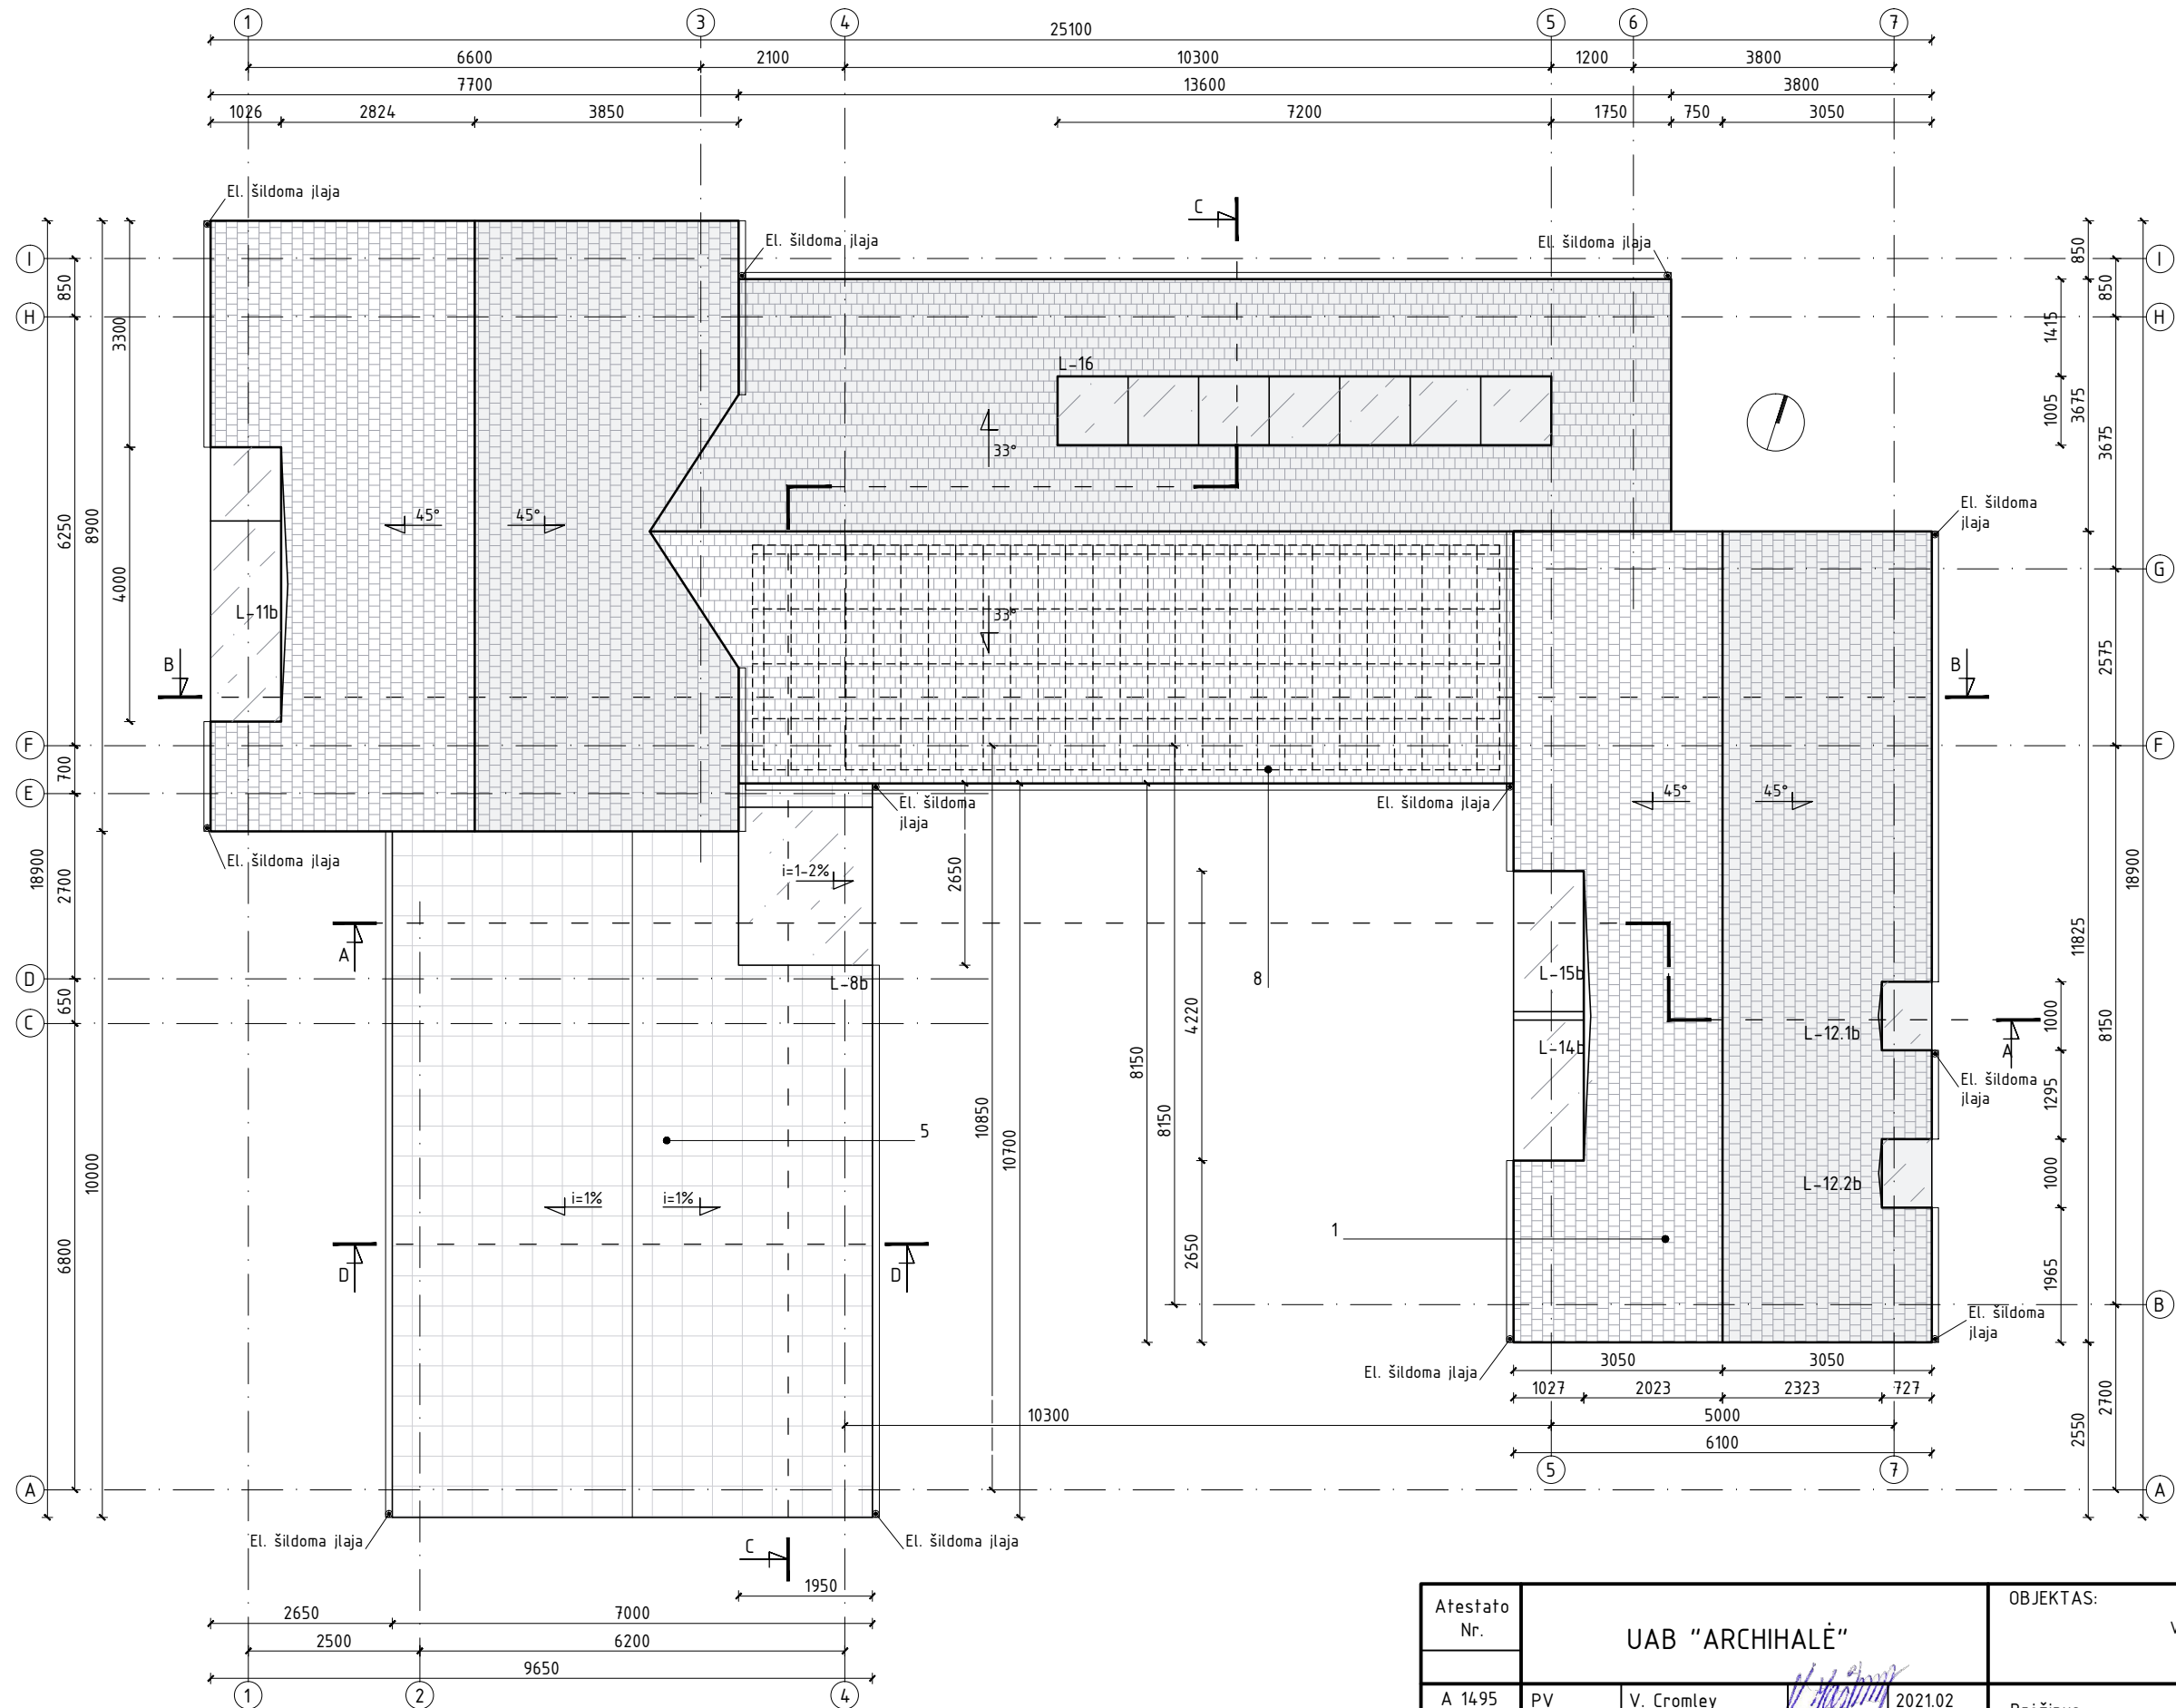 1
3
4
5
6
7
25100
6600
2100
10300
1200
3800
7700
13600
3800
1026
2824
3850
7200
1750
750
3050
El. šildoma įlaja
C
El. šildoma įlaja
El. šildoma įlaja
I
850
850
850
I
H
H
3300
1415
L-16
1005
3675
3675
33°
El. šildoma
įlaja
6250
8900
45°
45°
4000
G
L-11b
33°
2575
B
B
F
F
700
E
El. šildoma
įlaja
El. šildoma įlaja
45°
45°
El. šildoma įlaja
18900
2700
i=1-2%
2650
18900
A
11825
D
L-8b
8
L-15b
650
C
4220
L-14b
L-12.1b
1000
A
8150
8150
8150
El. šildoma
įlaja
1295
10850
10700
5
10000
L-12.2b
1000
i=1%
i=1%
1
6800
D
D
2650
1965
B
El. šildoma
įlaja
El. šildoma įlaja
3050
3050
1027
2023
2323
727
2700
2550
10300
5000
6100
5
7
A
A
El. šildoma įlaja
El. šildoma įlaja
C
1950
2650
7000
2500
6200
9650
1
2
4
Atestato
Nr.
UAB "ARCHIHALĖ"
OBJEKTAS:
V
A 1495
PV
V. Cromley
2021.02